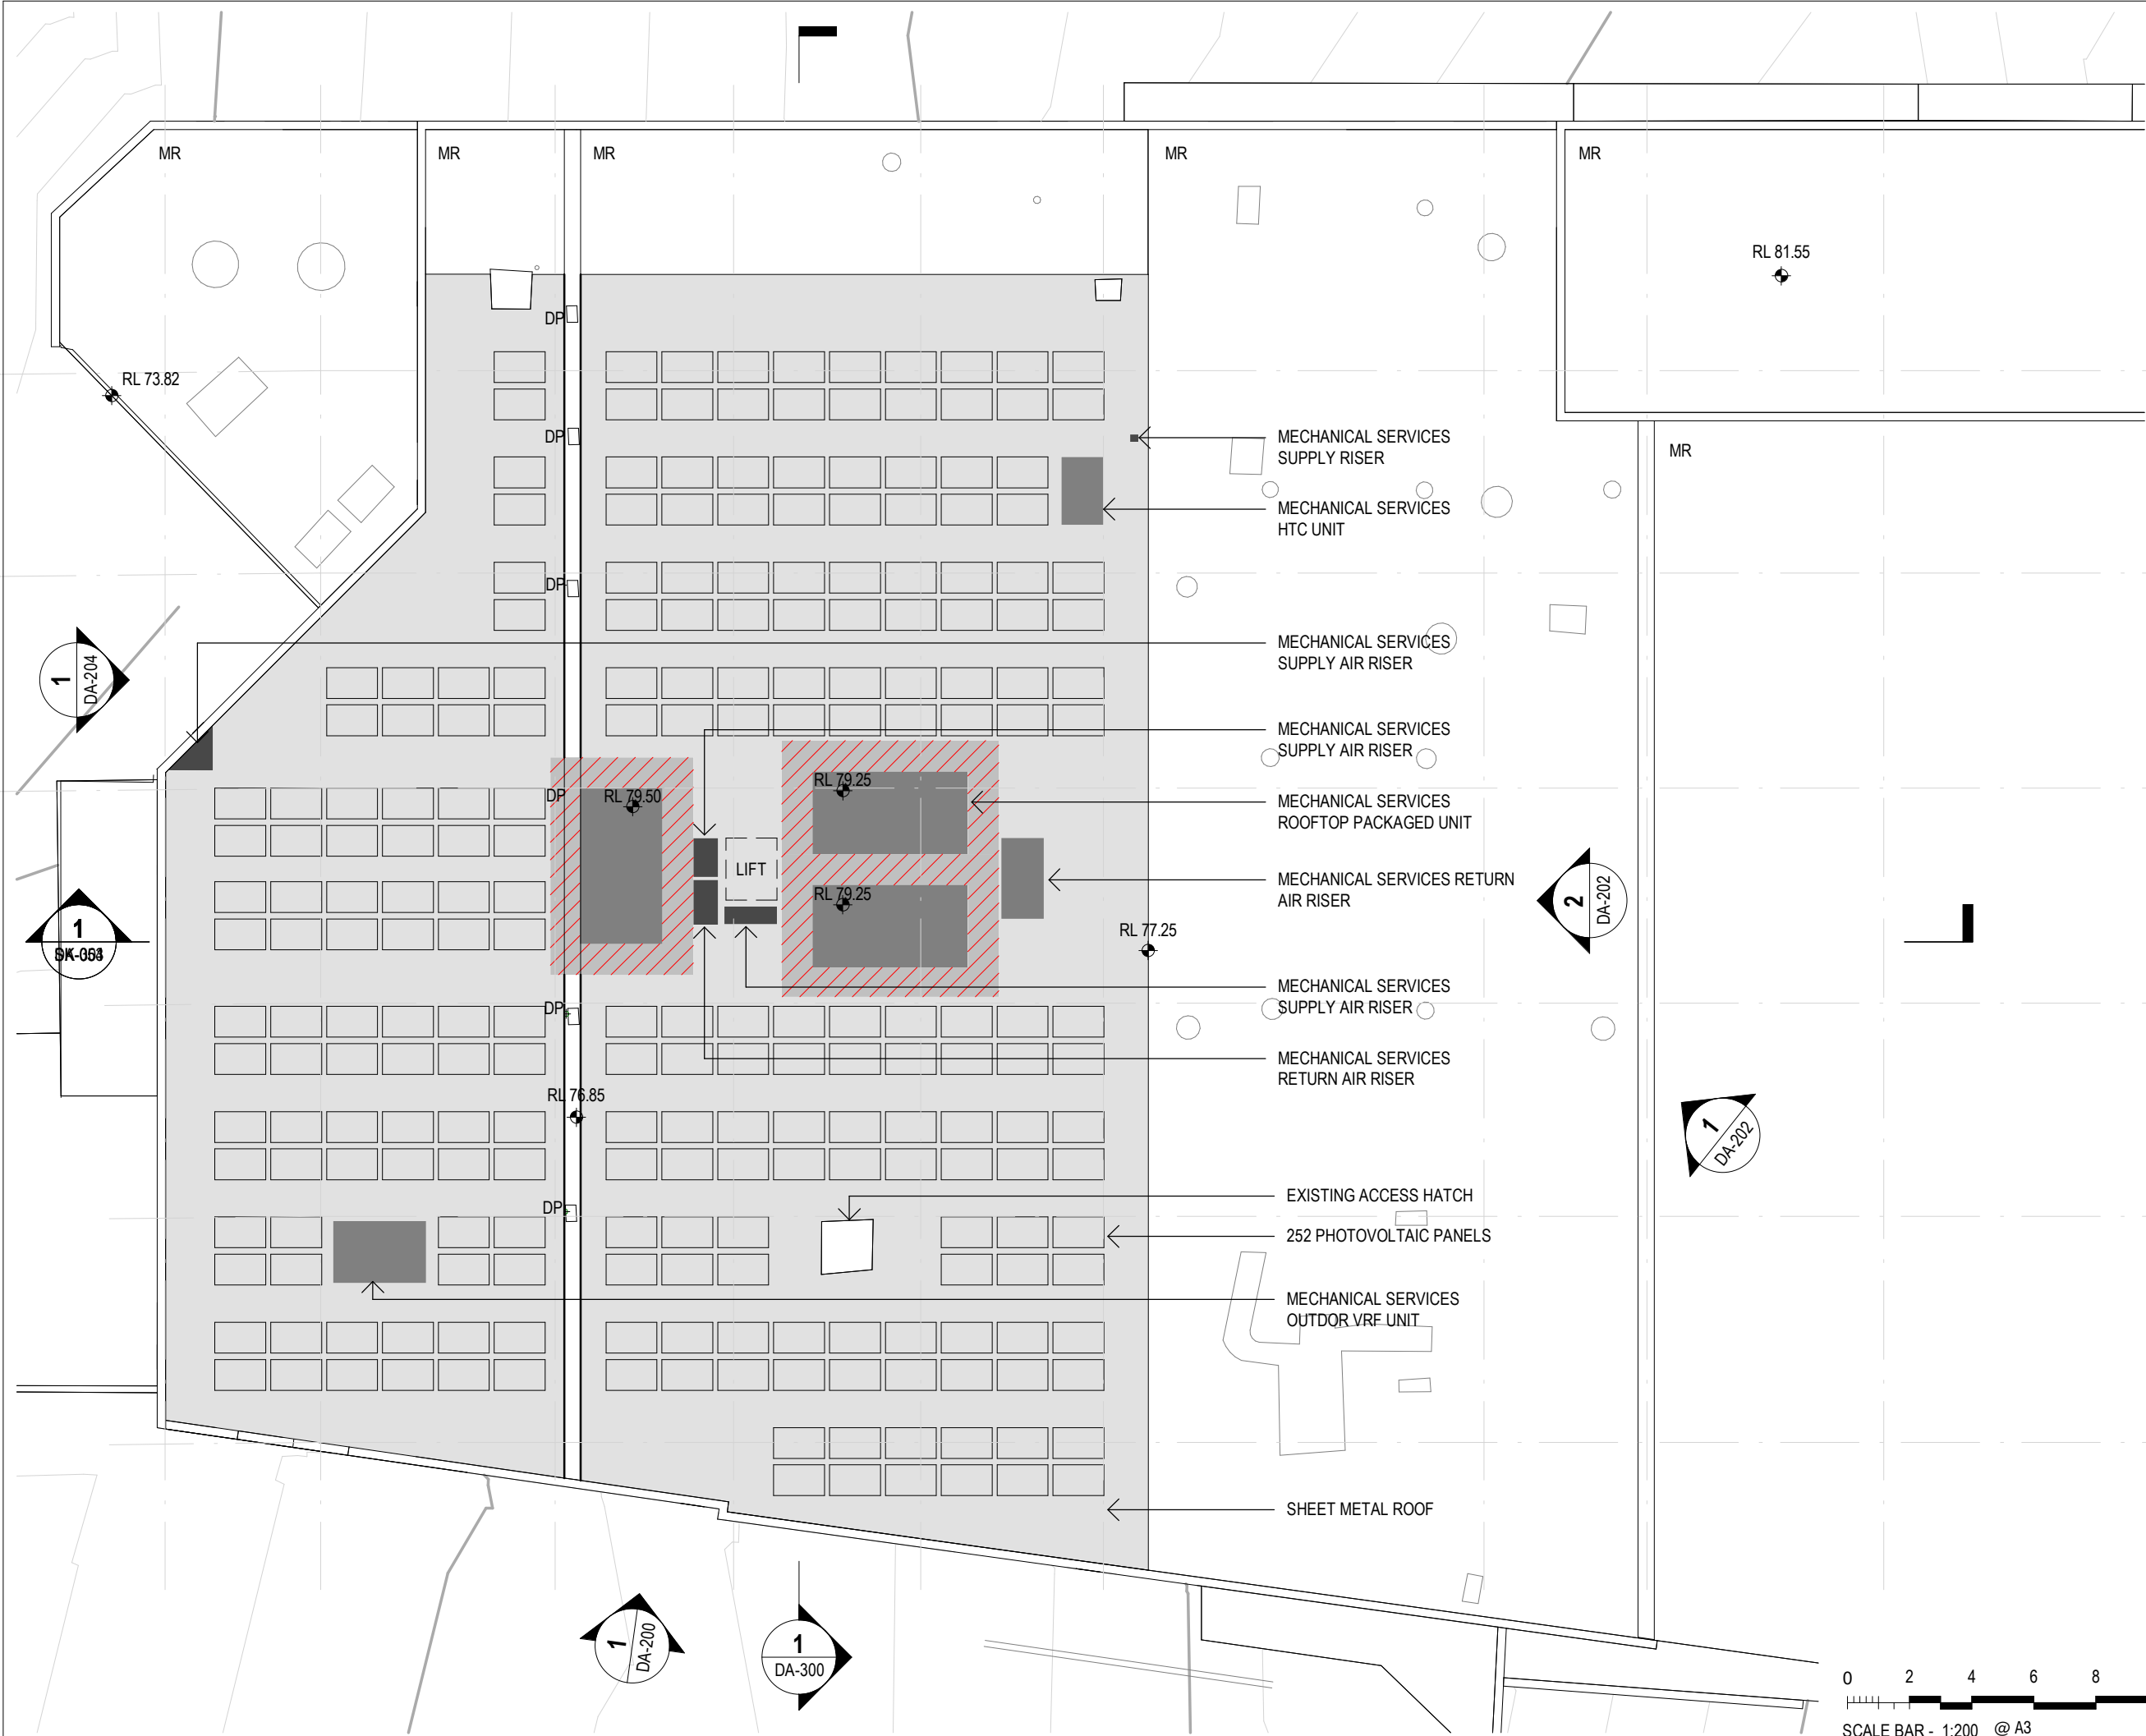 MR
MR
MR
MR
MR
RL 81.55
DP
RL 73.82
DP
MECHANICAL SERVICES
SUPPLY RISER
MR
MECHANICAL SERVICES
HTC UNIT
DP
MECHANICAL SERVICES
SUPPLY AIR RISER
1
DA-204
MECHANICAL SERVICES
SUPPLY AIR RISER
RL 79.25
DP
RL 79.50
MECHANICAL SERVICES
ROOFTOP PACKAGED UNIT
LIFT
MECHANICAL SERVICES RETURN
AIR RISER
RL 79.25
2
DA-202
1
RL 77.25
MECHANICAL SERVICES
SUPPLY AIR RISER
DP
MECHANICAL SERVICES
RETURN AIR RISER
RL 76.85
1
DA-202
DP
EXISTING ACCESS HATCH
252 PHOTOVOLTAIC PANELS
MECHANICAL SERVICES
OUTDOR VRF UNIT
SHEET METAL ROOF
1
DA-200
1
DA-300
0 2 4 6 8
SCALE BAR - 1:200 @ A3